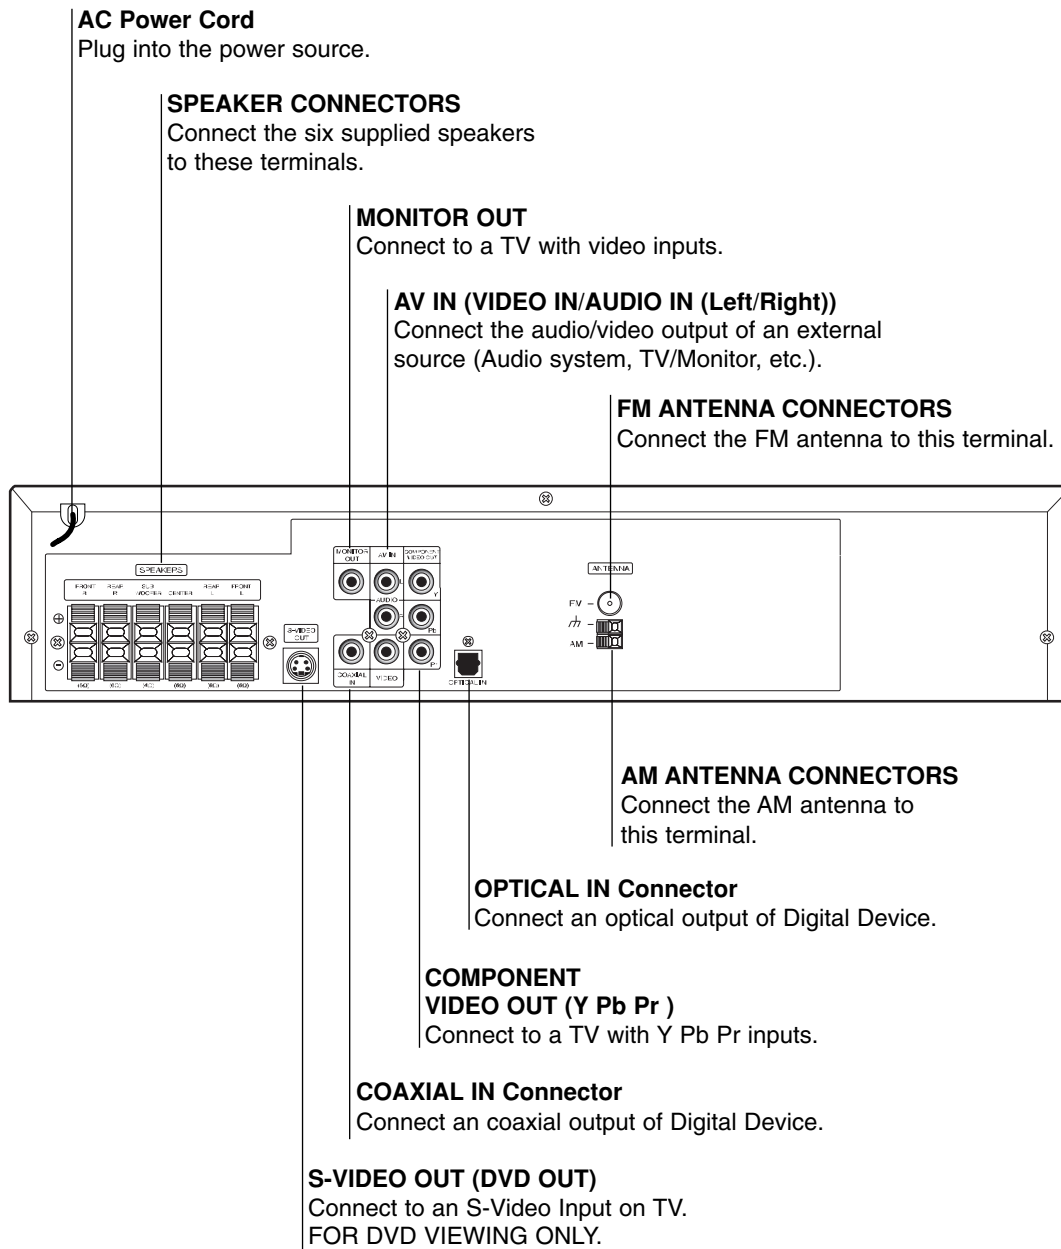 AC Power Cord
Plug into the power source.
SPEAKER CONNECTORS
Connect the six supplied speakers
to these terminals.
MONITOR OUT
Connect to a TV with video inputs.
AV IN (VIDEO IN/AUDIO IN (Left/Right))
Connect the audio/video output of an external
source (Audio system, TV/Monitor, etc.).
FM ANTENNA CONNECTORS
Connect the FM antenna to this terminal.
SPEAKERS
FRONT R
REAR R
SUB WOOFER
CENTER
REAR L
FRONT L
S-VIDEO OUT
MONITOR OUT
AV IN
COMPONENT VIDEO OUT
L
Y
AUDIO
R
Pb
Pr
COAXIAL IN
VIDEO
OPTICAL IN
ANTENNA
FM
AM
AM ANTENNA CONNECTORS
Connect the AM antenna to
this terminal.
OPTICAL IN Connector
Connect an optical output of Digital Device.
COMPONENT
VIDEO OUT (Y Pb Pr )
Connect to a TV with Y Pb Pr inputs.
COAXIAL IN Connector
Connect an coaxial output of Digital Device.
S-VIDEO OUT (DVD OUT)
Connect to an S-Video Input on TV.
FOR DVD VIEWING ONLY.